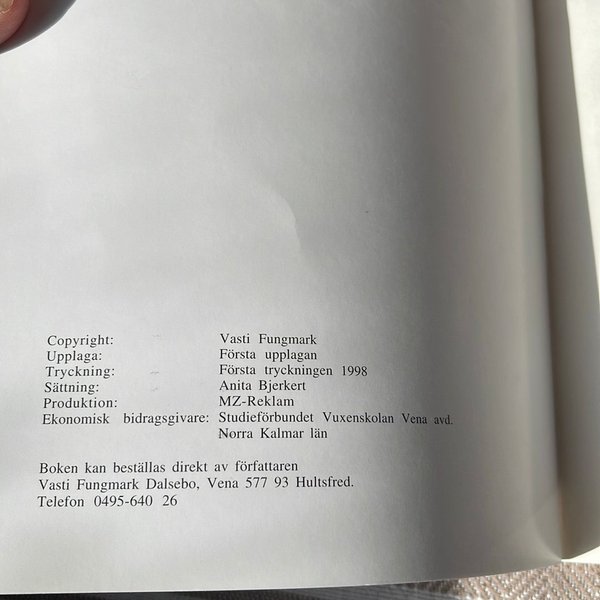 Copyright: Vasti Fungmark
Upplaga: Första upplagan
Tryckning: Första tryckningen 1998
Sättning: Anita Bjerkert
Produktion: MZ-Reklam
Ekonomisk bidragsgivare: Studieförbundet Vuxenskolan Vena avd.
Norra Kalmar län
Boken kan beställas direkt av författaren
Vasti Fungmark Dalsebo, Vena 577 93 Hultsfred.
Telefon 0495-640 26